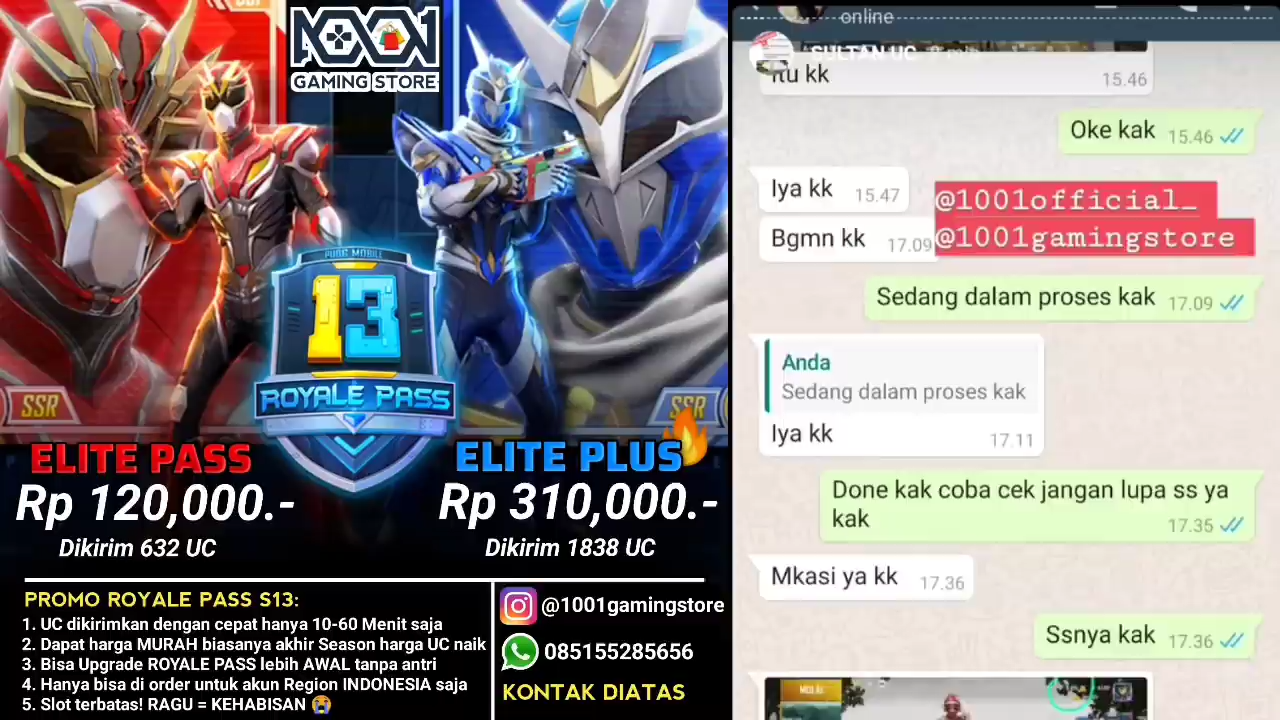 1001
GAMING STORE
PUBG MOBILE
13
ROYALE PASS
SSR
SSR
ELITE PASS
Rp 120,000.-
Dikirim 632 UC
ELITE PLUS
Rp 310,000.-
Dikirim 1838 UC
PROMO ROYALE PASS S13:
1. UC dikirimkan dengan cepat hanya 10-60 Menit saja
2. Dapat harga MURAH biasanya akhir Season harga UC naik
3. Bisa Upgrade ROYALE PASS lebih AWAL tanpa antri
4. Hanya bisa di order untuk akun Region INDONESIA saja
5. Slot terbatas! RAGU = KEHABISAN 😭
@1001gamingstore
085155285656
KONTAK DIATAS
online
SULTAN UC
Itu kk
15.46
Oke kak 15.46
Iya kk 15.47
@1001official_
@1001gamingstore
Bgmn kk 17.09
Sedang dalam proses kak 17.09
Anda
Sedang dalam proses kak
Iya kk 17.11
Done kak coba cek jangan lupa ss ya
kak 17.35
Mkasi ya kk 17.36
Ssnya kak 17.36